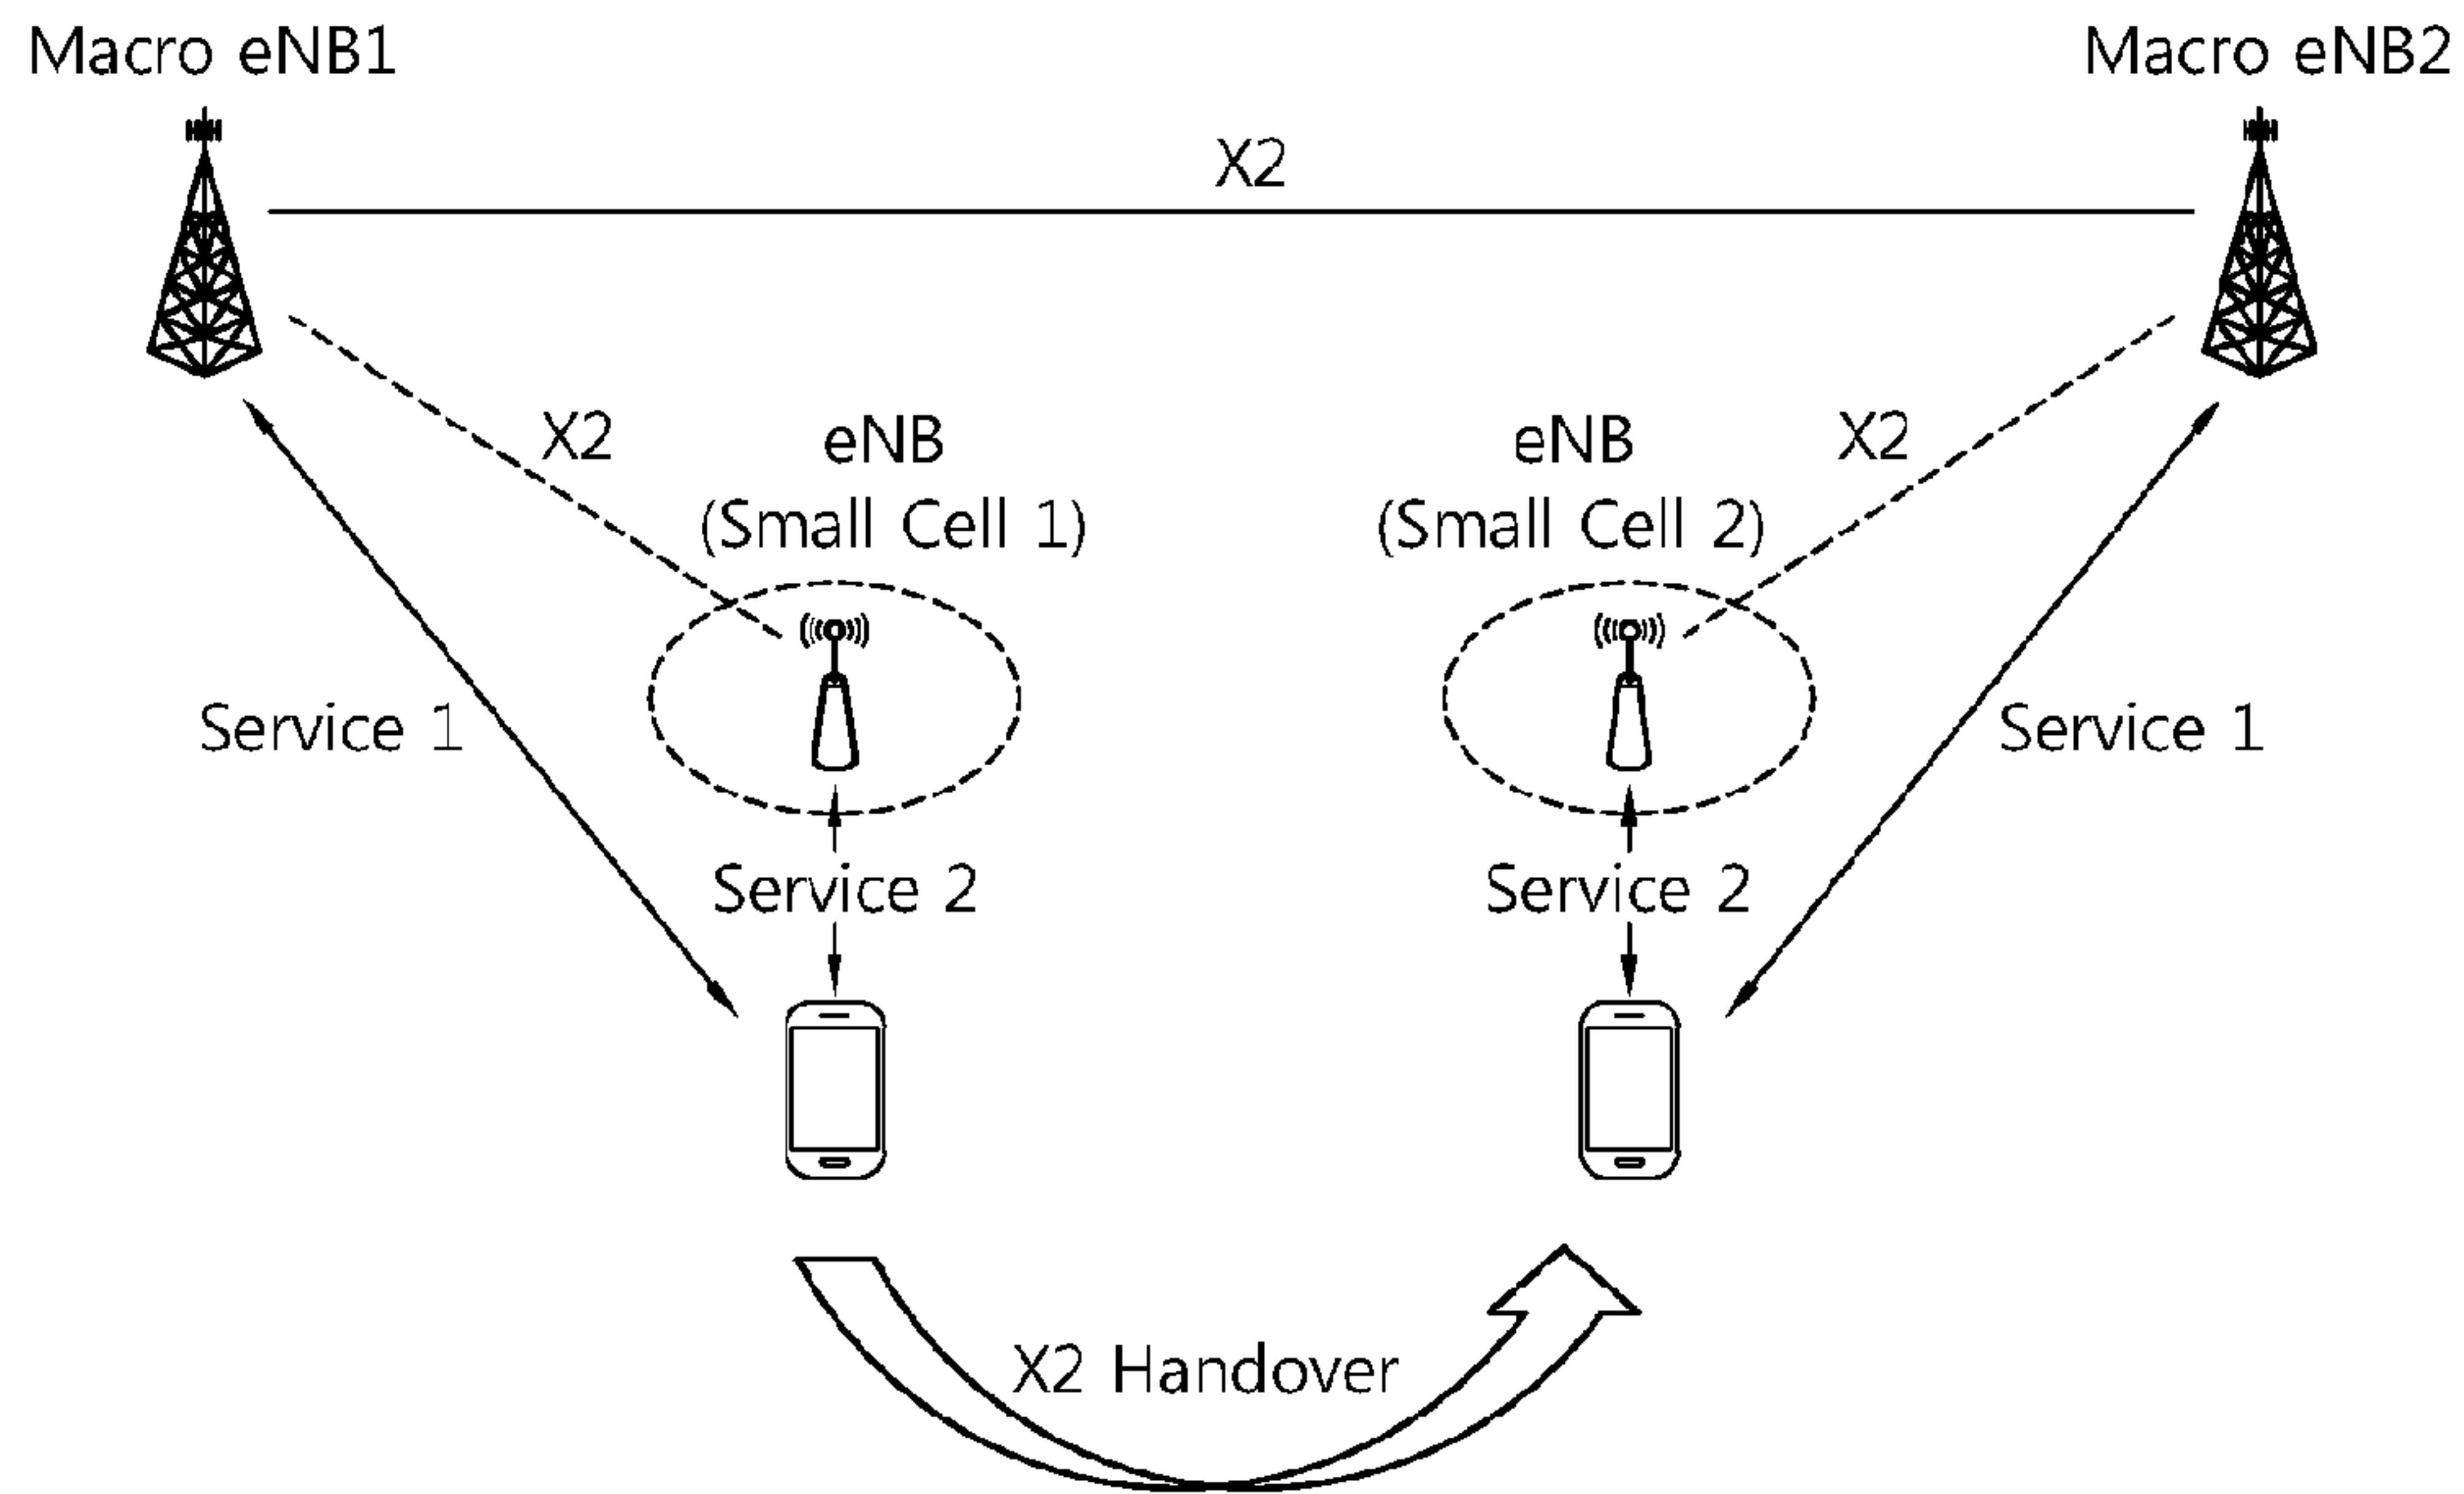 Macro eNB1
Macro eNB2
X2
X2
eNB
(Small Cell 1)
eNB
(Small Cell 2)
X2
Service 1
Service 1
Service 2
Service 2
X2 Handover